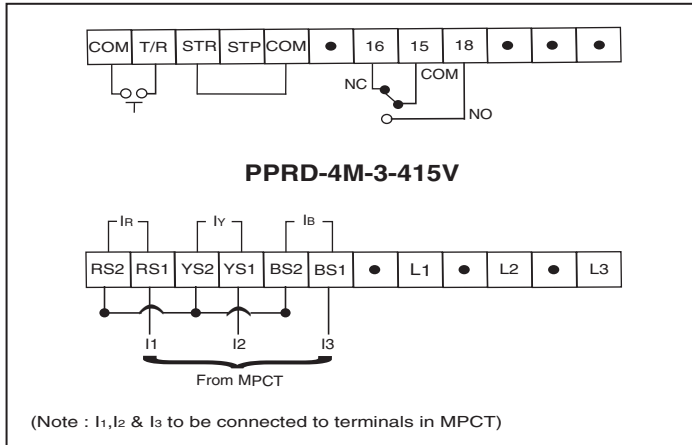 COM T/R STR STP COM • 16 15 18 • • •
NC COM
NO
PPRD-4M-3-415V
IR IY IB
RS2 RS1 YS2 YS1 BS2 BS1 • L1 • L2 • L3
I1 I2 I3
From MPCT
(Note : I1,I2 & I3 to be connected to terminals in MPCT)